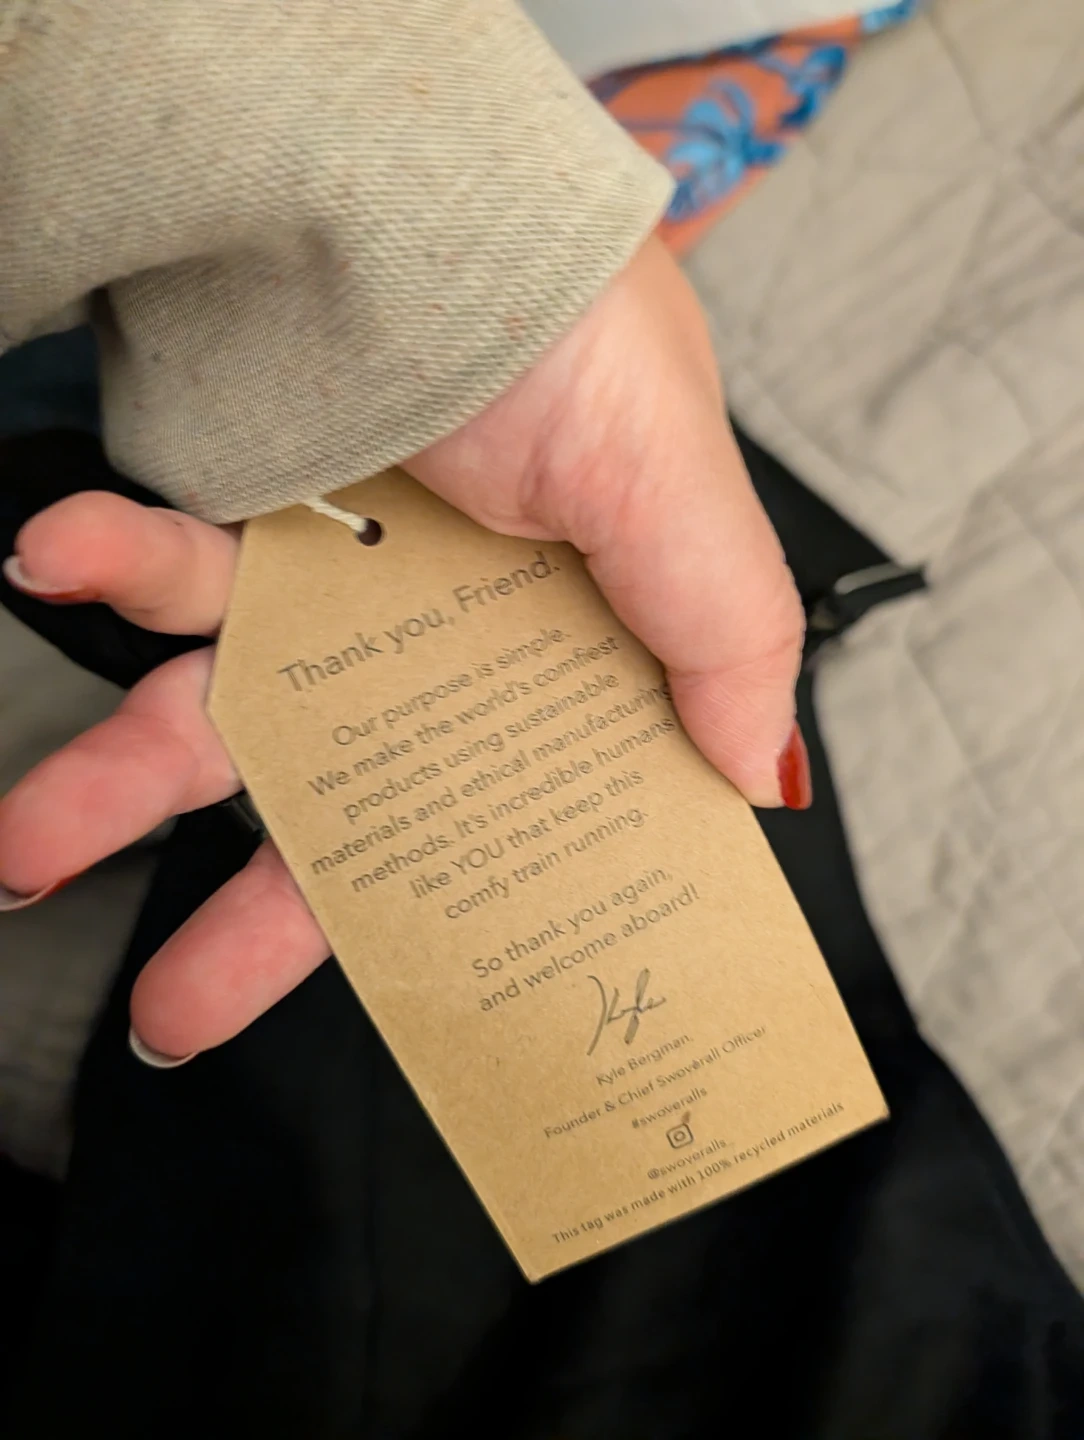 Thank you, Friend.
Our purpose is simple.
We make the world's comfiest
products using sustainable
materials and ethical manufacturing
methods. It's incredible humans
like YOU that keep this
comfy train running.
So thank you again,
and welcome aboard!
Kyle
Kyle Bergman,
Founder & Chief Swoverall Officer
#swoveralls
@swoveralls
This tag was made with 100% recycled materials